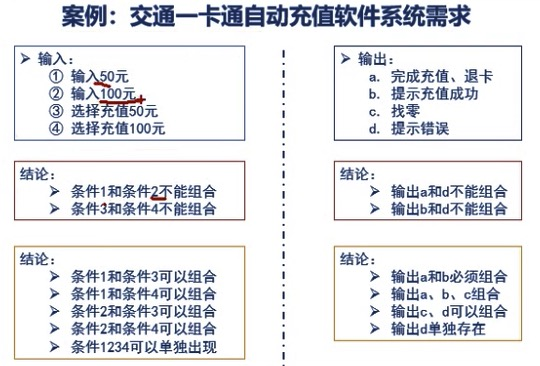 案例：交通一卡通自动充值软件系统需求
➢ 输入：
① 输入50元
② 输入100元
③ 选择充值50元
④ 选择充值100元
结论：
➢ 条件1和条件2不能组合
➢ 条件3和条件4不能组合
结论：
➢ 条件1和条件3可以组合
➢ 条件1和条件4可以组合
➢ 条件2和条件3可以组合
➢ 条件2和条件4可以组合
➢ 条件1234可以单独出现
➢ 输出：
a. 完成充值、退卡
b. 提示充值成功
c. 找零
d. 提示错误
结论：
➢ 输出a和d不能组合
➢ 输出b和d不能组合
结论：
➢ 输出a和b必须组合
➢ 输出a、b、c组合
➢ 输出c、d可以组合
➢ 输出d单独存在